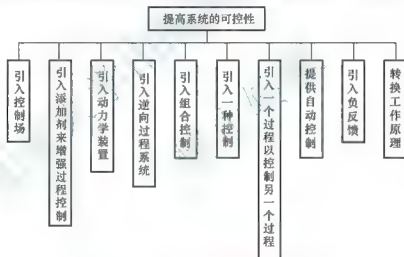 提高系统的可控性
引入控制场
引入添加剂来增强过程控制
引入动力学装置
引入逆向过程系统
引入组合控制
引入一种控制
引入一个过程以控制另一个过程
提供自动控制
引入负反馈
转换工作原理